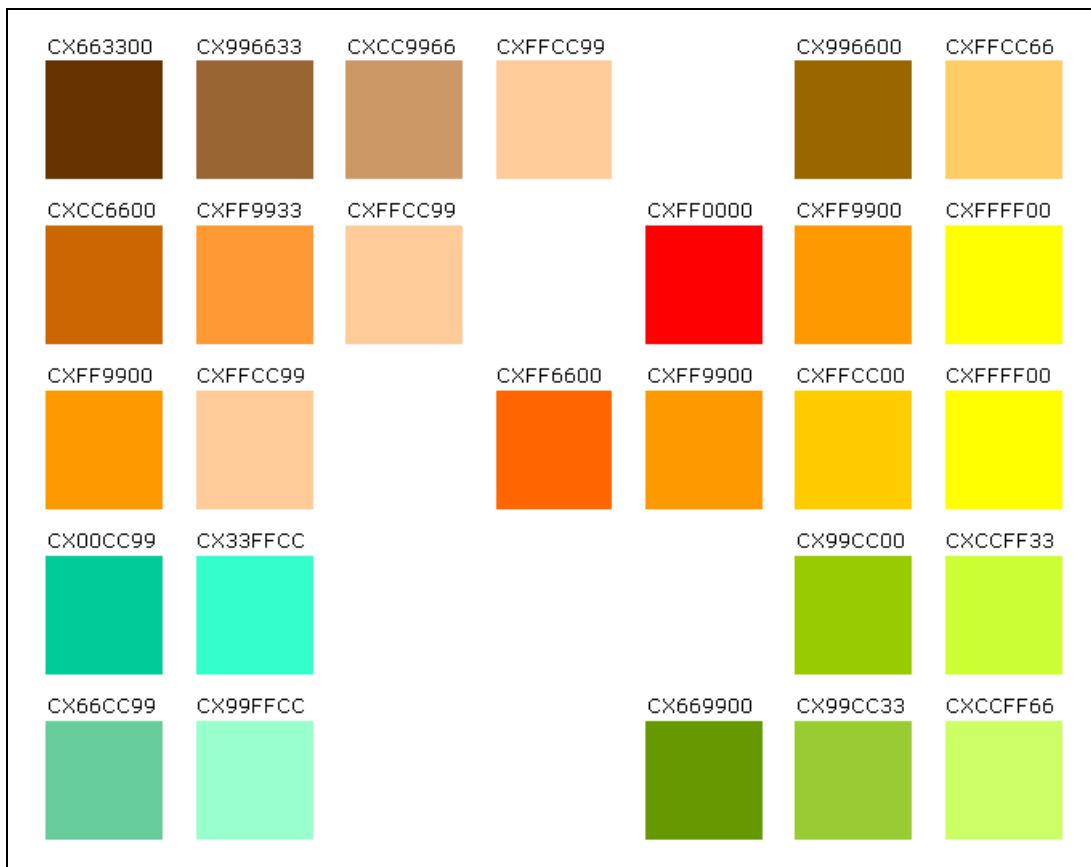 CX663300 CX996633 CXCC9966 CXFFCC99 CX996600 CXFFCC66
CXCC6600 CXFF9933 CXFFCC99 CXFF0000 CXFF9900 CXFFFF00
CXFF9900 CXFFCC99 CXFF6600 CXFF9900 CXFFCC00 CXFFFF00
CX00CC99 CX33FFCC CX99CC00 CXCCFF33
CX66CC99 CX99FFCC CX669900 CX99CC33 CXCCFF66